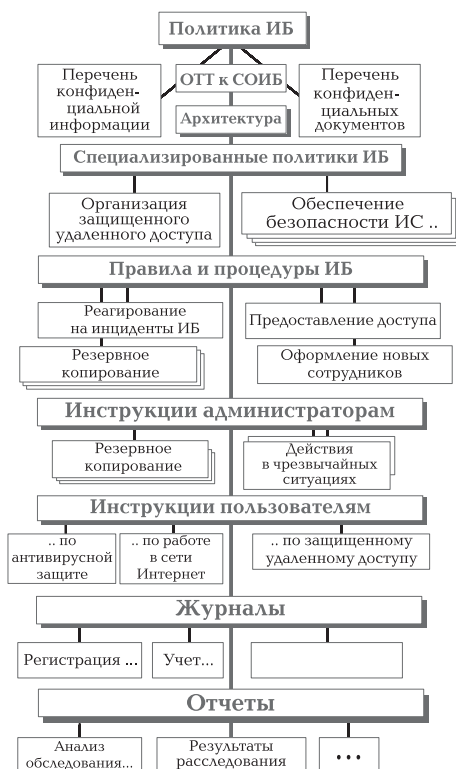 Политика ИБ
Перечень
конфиден-
циальной
информации
ОТТ к СОИБ
Перечень
конфиден-
циальных
документов
Архитектура
Специализированные политики ИБ
Организация
защищенного
удаленного доступа
Обеспечение
безопасности ИС ..
Правила и процедуры ИБ
Реагирование
на инциденты ИБ
Предоставление доступа
Резервное
копирование
Оформление новых
сотрудников
Инструкции администраторам
Резервное
копирование
Действия
в чрезвычайных
ситуациях
Инструкции пользователям
.. по
антивирусной
защите
.. по работе
в сети
Интернет
.. по защищенному
удаленному доступу
Журналы
Регистрация ...
Учет...
Отчеты
Анализ
обследования...
Результаты
расследования
...